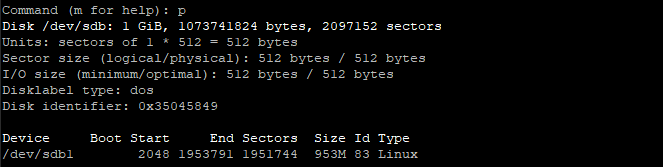 Command (m for help): p
Disk /dev/sdb: 1 GiB, 1073741824 bytes, 2097152 sectors
Units: sectors of 1 * 512 = 512 bytes
Sector size (logical/physical): 512 bytes / 512 bytes
I/O size (minimum/optimal): 512 bytes / 512 bytes
Disklabel type: dos
Disk identifier: 0x35045849

Device     Boot Start     End Sectors  Size Id Type
/dev/sdb1        2048 1953791 1951744  953M 83 Linux